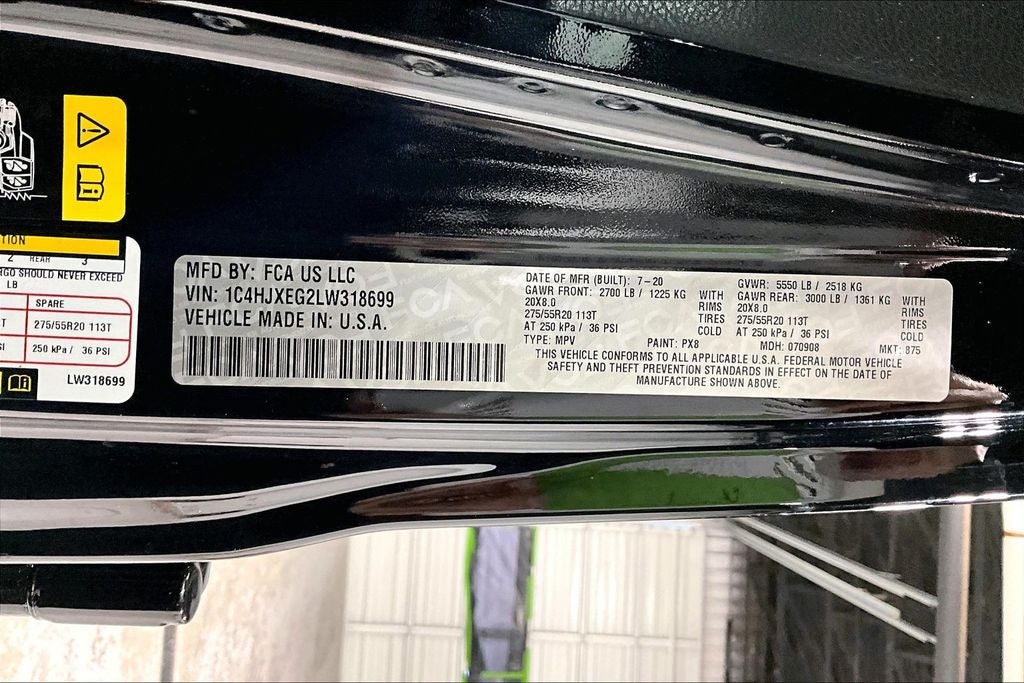 TION
2 REAR 3
RGO SHOULD NEVER EXCEED
LB
SPARE
T 275/55R20 113T
SI 250 kPa / 36 PSI
LW318699
MFD BY: FCA US LLC
VIN: 1C4HJXEG2LW318699
VEHICLE MADE IN: U.S.A.
DATE OF MFR (BUILT): 7-20
GAWR FRONT: 2700 LB / 1225 KG WITH
20X8.0 RIMS
275/55R20 113T TIRES
AT 250 kPa / 36 PSI COLD
TYPE: MPV PAINT: PX8
GVWR: 5550 LB / 2518 KG
GAWR REAR: 3000 LB / 1361 KG WITH
20X8.0 RIMS
275/55R20 113T TIRES
AT 250 kPa / 36 PSI COLD
MDH: 070908 MKT: 875
THIS VEHICLE CONFORMS TO ALL APPLICABLE U.S.A. FEDERAL MOTOR VEHICLE
SAFETY AND THEFT PREVENTION STANDARDS IN EFFECT ON THE DATE OF
MANUFACTURE SHOWN ABOVE.